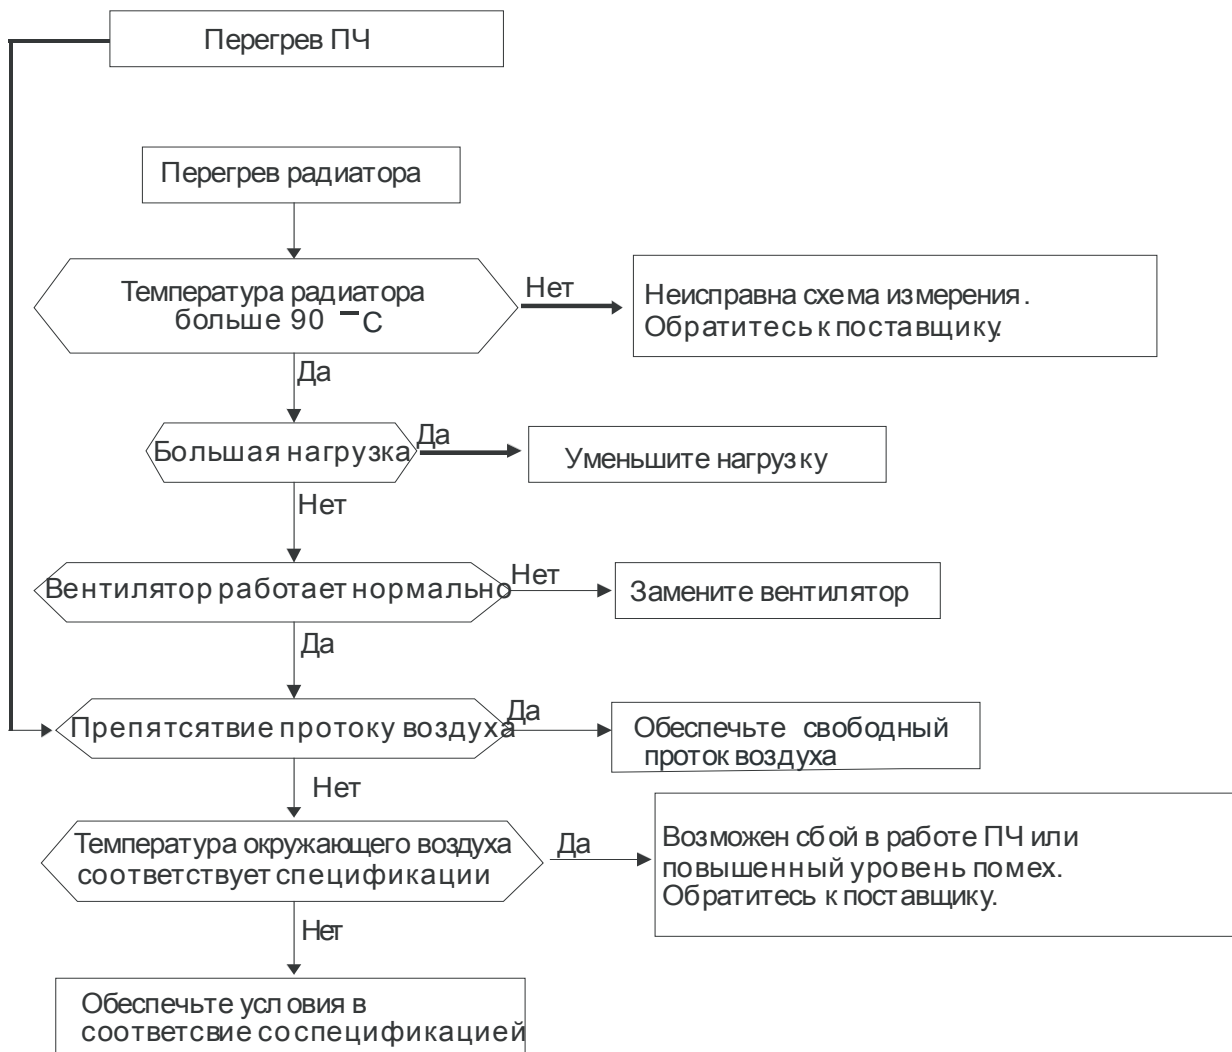 Перегрев ПЧ
Перегрев радиатора
Температура радиатора
больше 90 ¯C
Нет
Неисправна схема измерения.
Обратитесь к поставщику.
Да
Большая нагрузка
Да
Уменьшите нагрузку
Нет
Вентилятор работает нормально
Нет
Замените вентилятор
Да
Препятсятвие протоку воздуха
Да
Обеспечьте свободный
проток воздуха
Нет
Температура окружающего воздуха
соответствует спецификации
Да
Возможен сбой в работе ПЧ или
повышенный уровень помех.
Обратитесь к поставщику.
Нет
Обеспечьте условия в
соответсвие со спецификацией